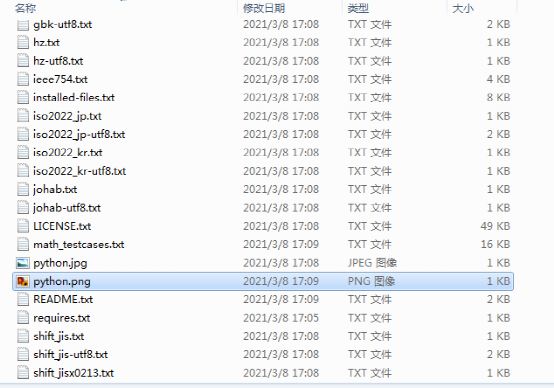 名称 修改日期 类型 大小
gbk-utf8.txt 2021/3/8 17:08 TXT 文件 2 KB
hz.txt 2021/3/8 17:08 TXT 文件 1 KB
hz-utf8.txt 2021/3/8 17:08 TXT 文件 1 KB
ieee754.txt 2021/3/8 17:08 TXT 文件 4 KB
installed-files.txt 2021/3/8 17:08 TXT 文件 8 KB
iso2022_jp.txt 2021/3/8 17:08 TXT 文件 1 KB
iso2022_jp-utf8.txt 2021/3/8 17:08 TXT 文件 2 KB
iso2022_kr.txt 2021/3/8 17:08 TXT 文件 1 KB
iso2022_kr-utf8.txt 2021/3/8 17:08 TXT 文件 1 KB
johab.txt 2021/3/8 17:08 TXT 文件 1 KB
johab-utf8.txt 2021/3/8 17:08 TXT 文件 1 KB
LICENSE.txt 2021/3/8 17:08 TXT 文件 49 KB
math_testcases.txt 2021/3/8 17:09 TXT 文件 16 KB
python.jpg 2021/3/8 17:08 JPEG 图像 1 KB
python.png 2021/3/8 17:09 PNG 图像 1 KB
README.txt 2021/3/8 17:09 TXT 文件 2 KB
requires.txt 2021/3/8 17:05 TXT 文件 1 KB
shift_jis.txt 2021/3/8 17:08 TXT 文件 1 KB
shift_jis-utf8.txt 2021/3/8 17:08 TXT 文件 2 KB
shift_jisx0213.txt 2021/3/8 17:08 TXT 文件 1 KB